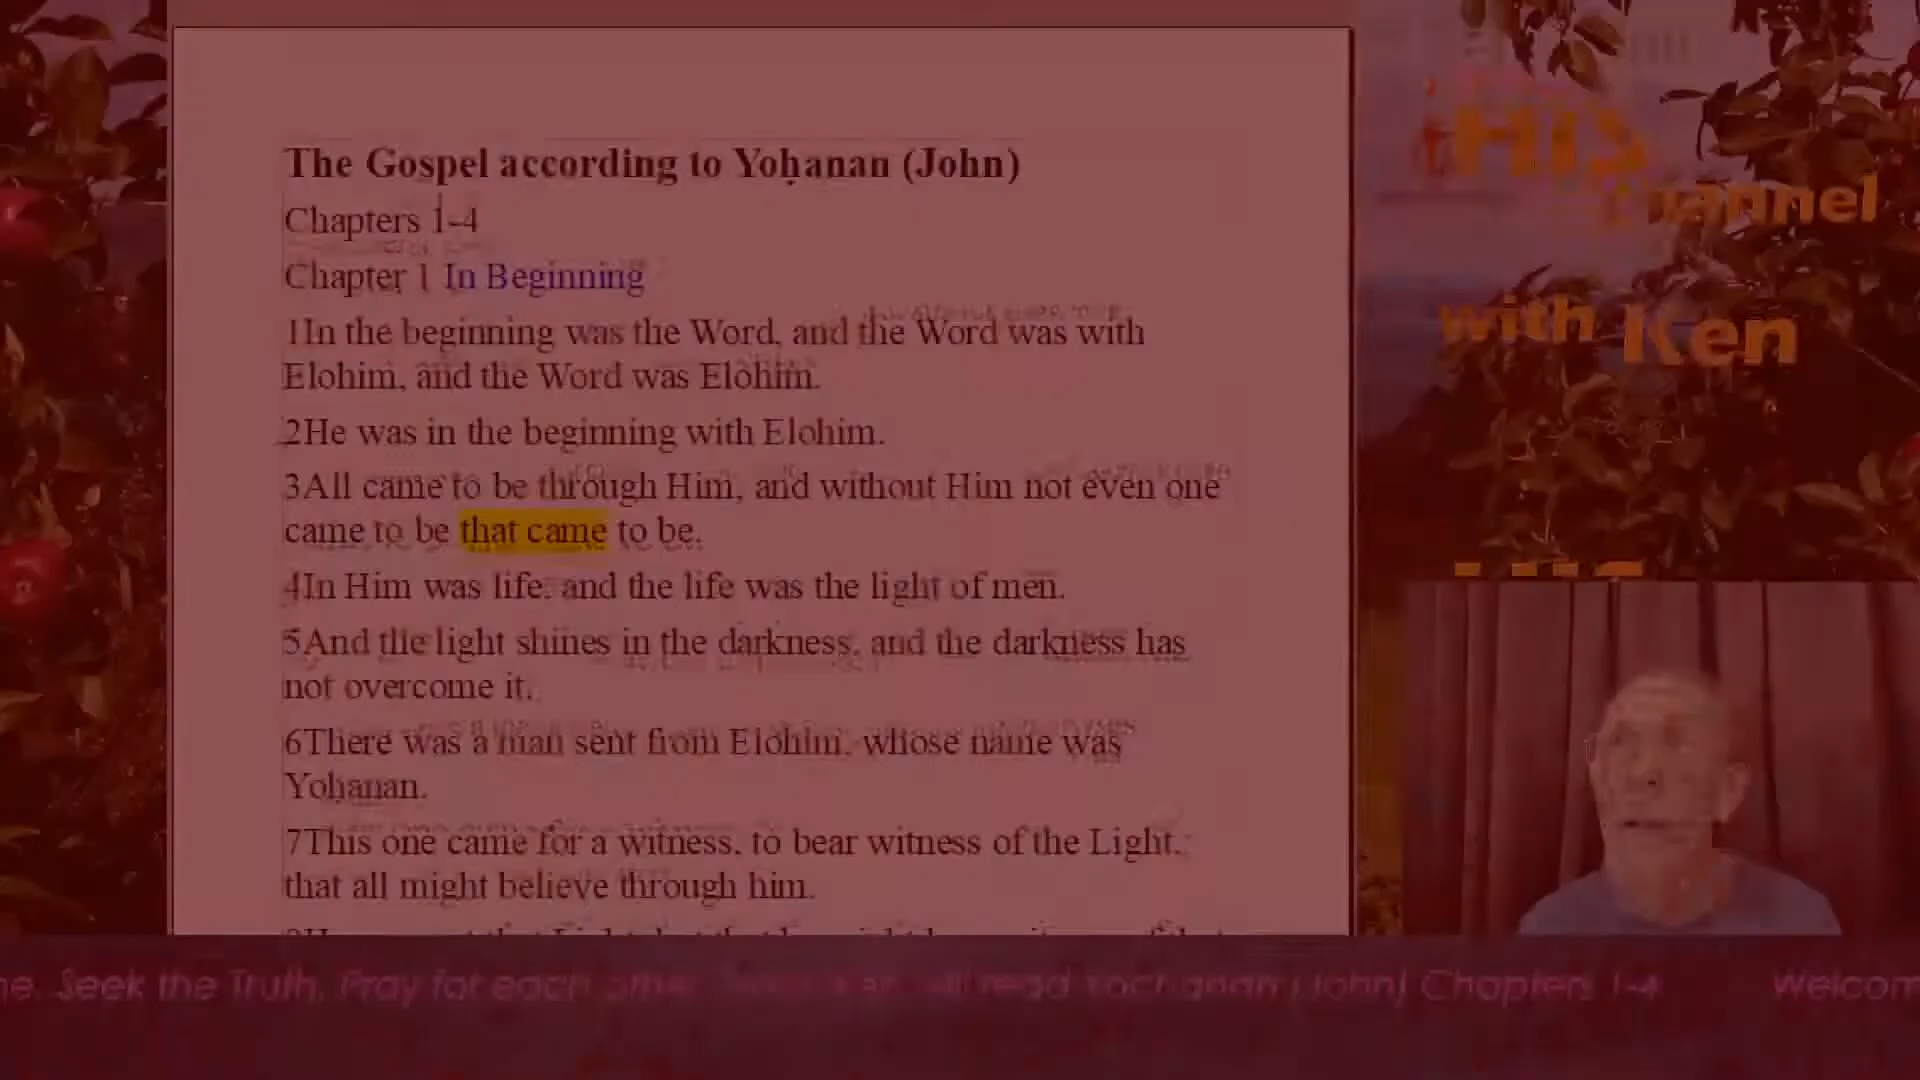 The Gospel according to Yoḥanan (John)
Chapters 1-4
Chapter 1 In Beginning
1In the beginning was the Word, and the Word was with
Elohim, and the Word was Elohim.
2He was in the beginning with Elohim.
3All came to be through Him, and without Him not even one
came to be that came to be.
4In Him was life, and the life was the light of men.
5And the light shines in the darkness, and the darkness has
not overcome it.
6There was a man sent from Elohim, whose name was
Yoḥanan.
7This one came for a witness, to bear witness of the Light,
that all might believe through him.
HIS
Channel
with Ken
Seek the Truth. Pray for each other. read (John) Chapters 1-4 Welcom